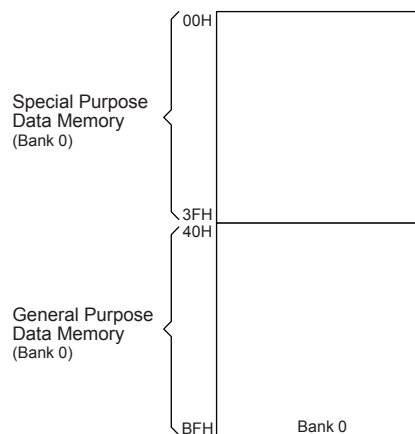 00H
Special Purpose
Data Memory
(Bank 0)
3FH
40H
General Purpose
Data Memory
(Bank 0)
BFH
Bank 0